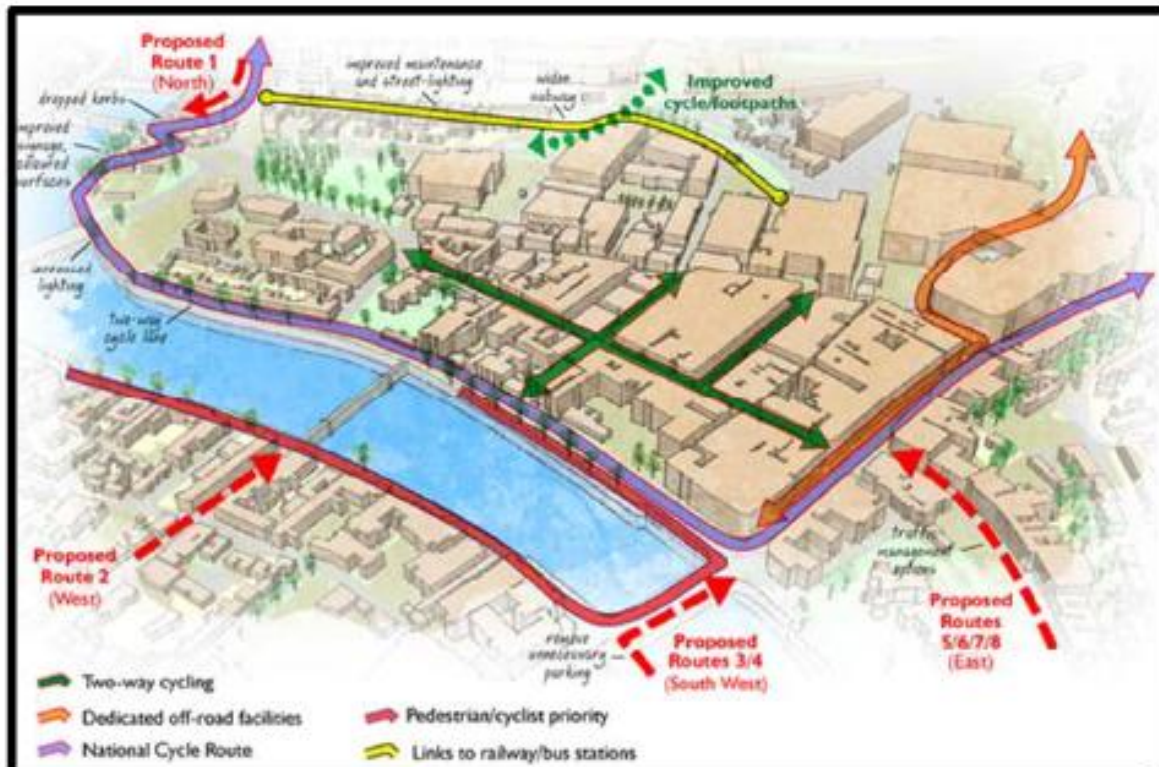 Proposed
Route 1
(North)
dropped kerbs
improved
coloured
surfaces
increased
lighting
two-way
cycle lane
improved maintenance
and street-lighting
widen
subway
Improved
cycle/footpaths
Proposed
Route 2
(West)
remove
unnecessary
parking
Proposed
Routes 3/4
(South West)
traffic
management
options
Proposed
Routes
5/6/7/8
(East)
Two-way cycling
Dedicated off-road facilities
National Cycle Route
Pedestrian/cyclist priority
Links to railway/bus stations